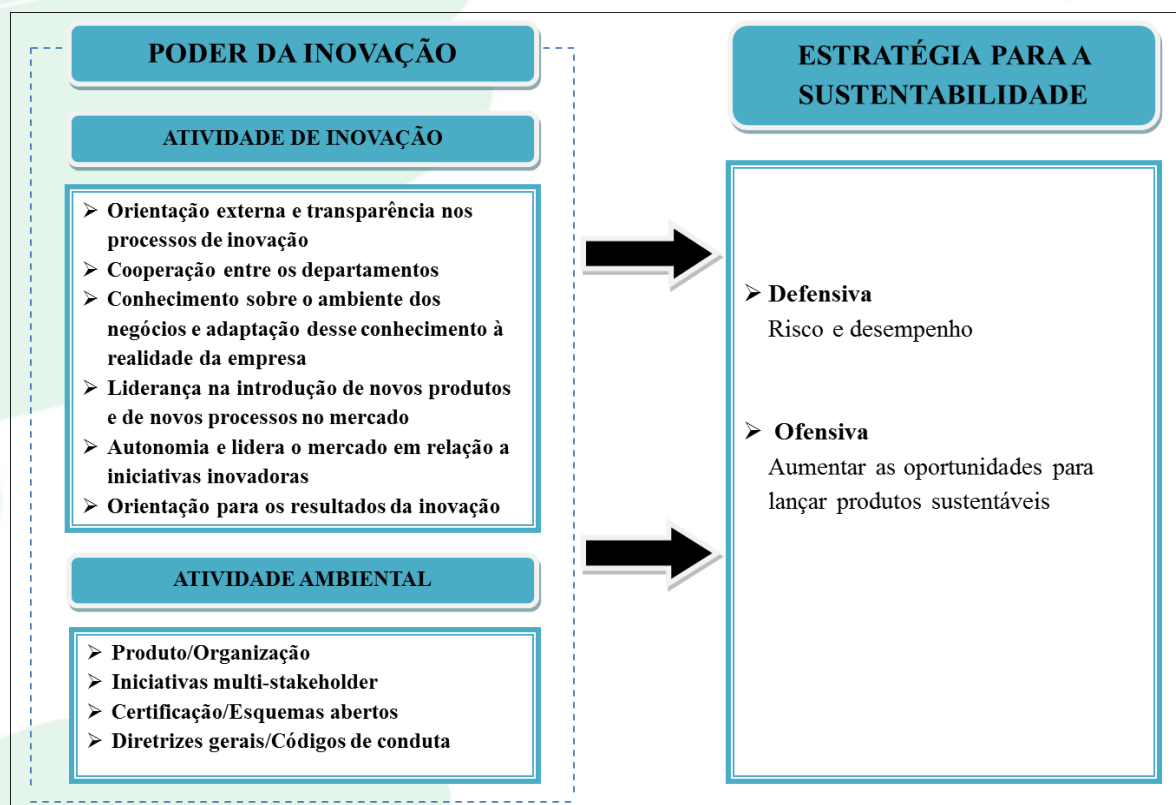 PODER DA INOVAÇÃO
ATIVIDADE DE INOVAÇÃO
➢ Orientação externa e transparência nos
processos de inovação
➢ Cooperação entre os departamentos
➢ Conhecimento sobre o ambiente dos
negócios e adaptação desse conhecimento à
realidade da empresa
➢ Liderança na introdução de novos produtos
e de novos processos no mercado
➢ Autonomia e lidera o mercado em relação a
iniciativas inovadoras
➢ Orientação para os resultados da inovação
ATIVIDADE AMBIENTAL
➢ Produto/Organização
➢ Iniciativas multi-stakeholder
➢ Certificação/Esquemas abertos
➢ Diretrizes gerais/Códigos de conduta
ESTRATÉGIA PARA A
SUSTENTABILIDADE
➢ Defensiva
Risco e desempenho
➢ Ofensiva
Aumentar as oportunidades para
lançar produtos sustentáveis